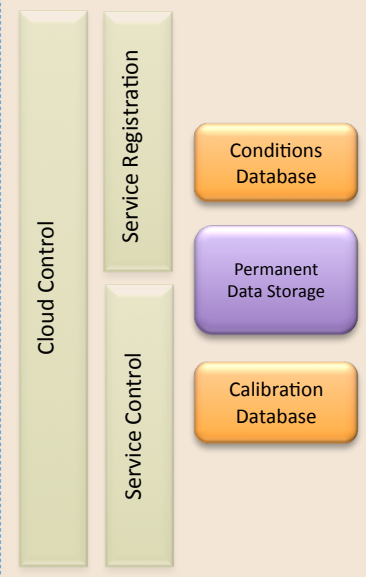 Cloud Control
Service Registration
Service Control
Conditions
Database
Permanent
Data Storage
Calibration
Database